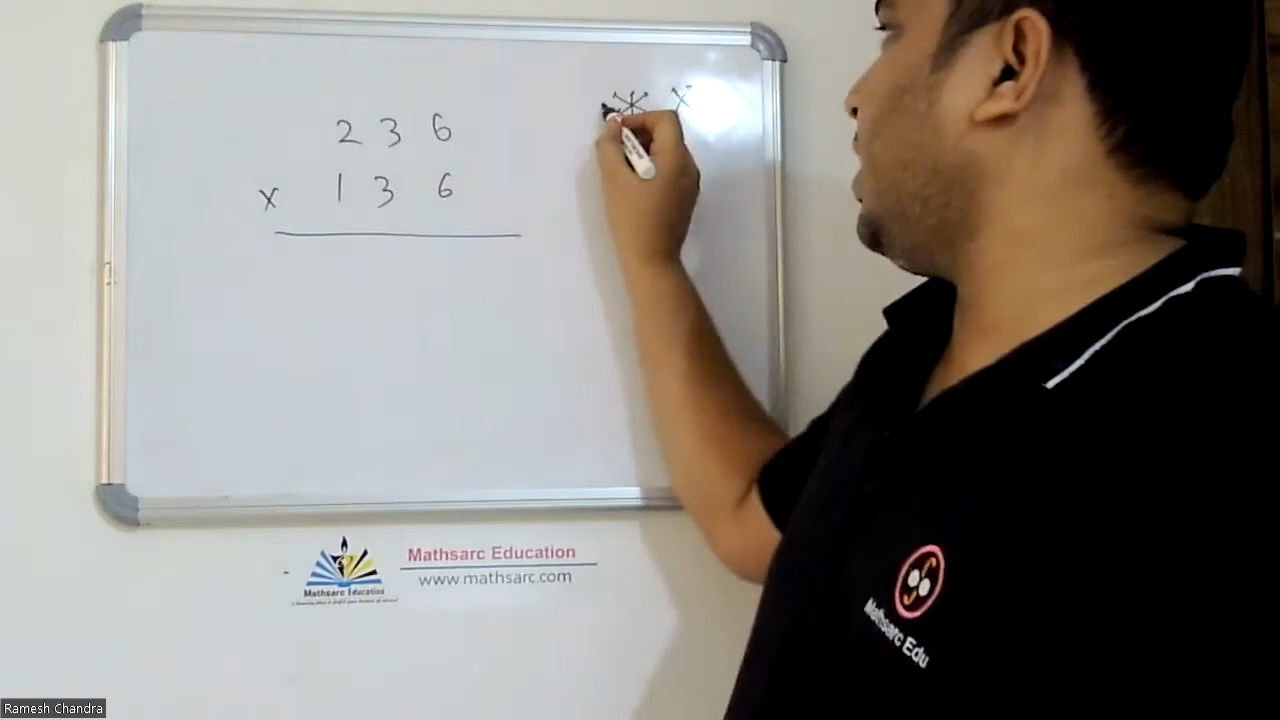 2 3 6
x 1 3 6
Mathsarc Education
www.mathsarc.com
Mathsarc Education
Mathsarc Edu
Ramesh Chandra